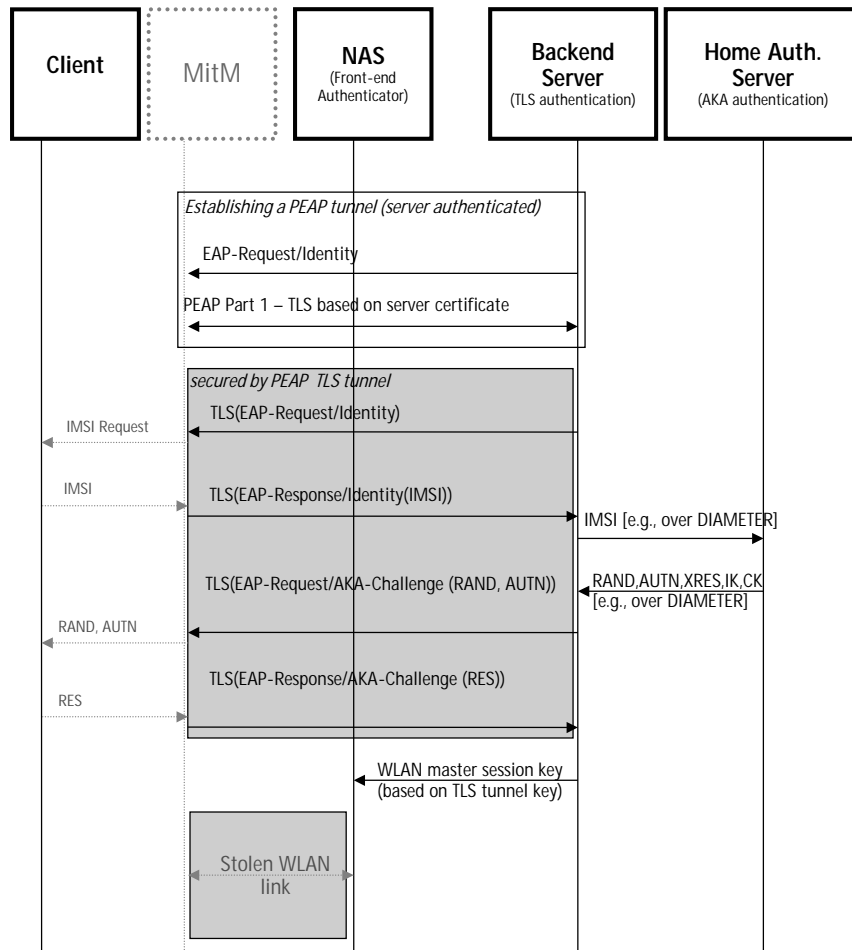 Client
MitM
NAS
(Front-end
Authenticator)
Backend
Server
(TLS authentication)
Home Auth.
Server
(AKA authentication)
Establishing a PEAP tunnel (server authenticated)
EAP-Request/Identity
PEAP Part 1 – TLS based on server certificate
secured by PEAP TLS tunnel
TLS(EAP-Request/Identity)
IMSI Request
IMSI
TLS(EAP-Response/Identity(IMSI))
IMSI [e.g., over DIAMETER]
TLS(EAP-Request/AKA-Challenge (RAND, AUTN))
RAND,AUTN,XRES,IK,CK
[e.g., over DIAMETER]
RAND, AUTN
TLS(EAP-Response/AKA-Challenge (RES))
RES
WLAN master session key
(based on TLS tunnel key)
Stolen WLAN
link